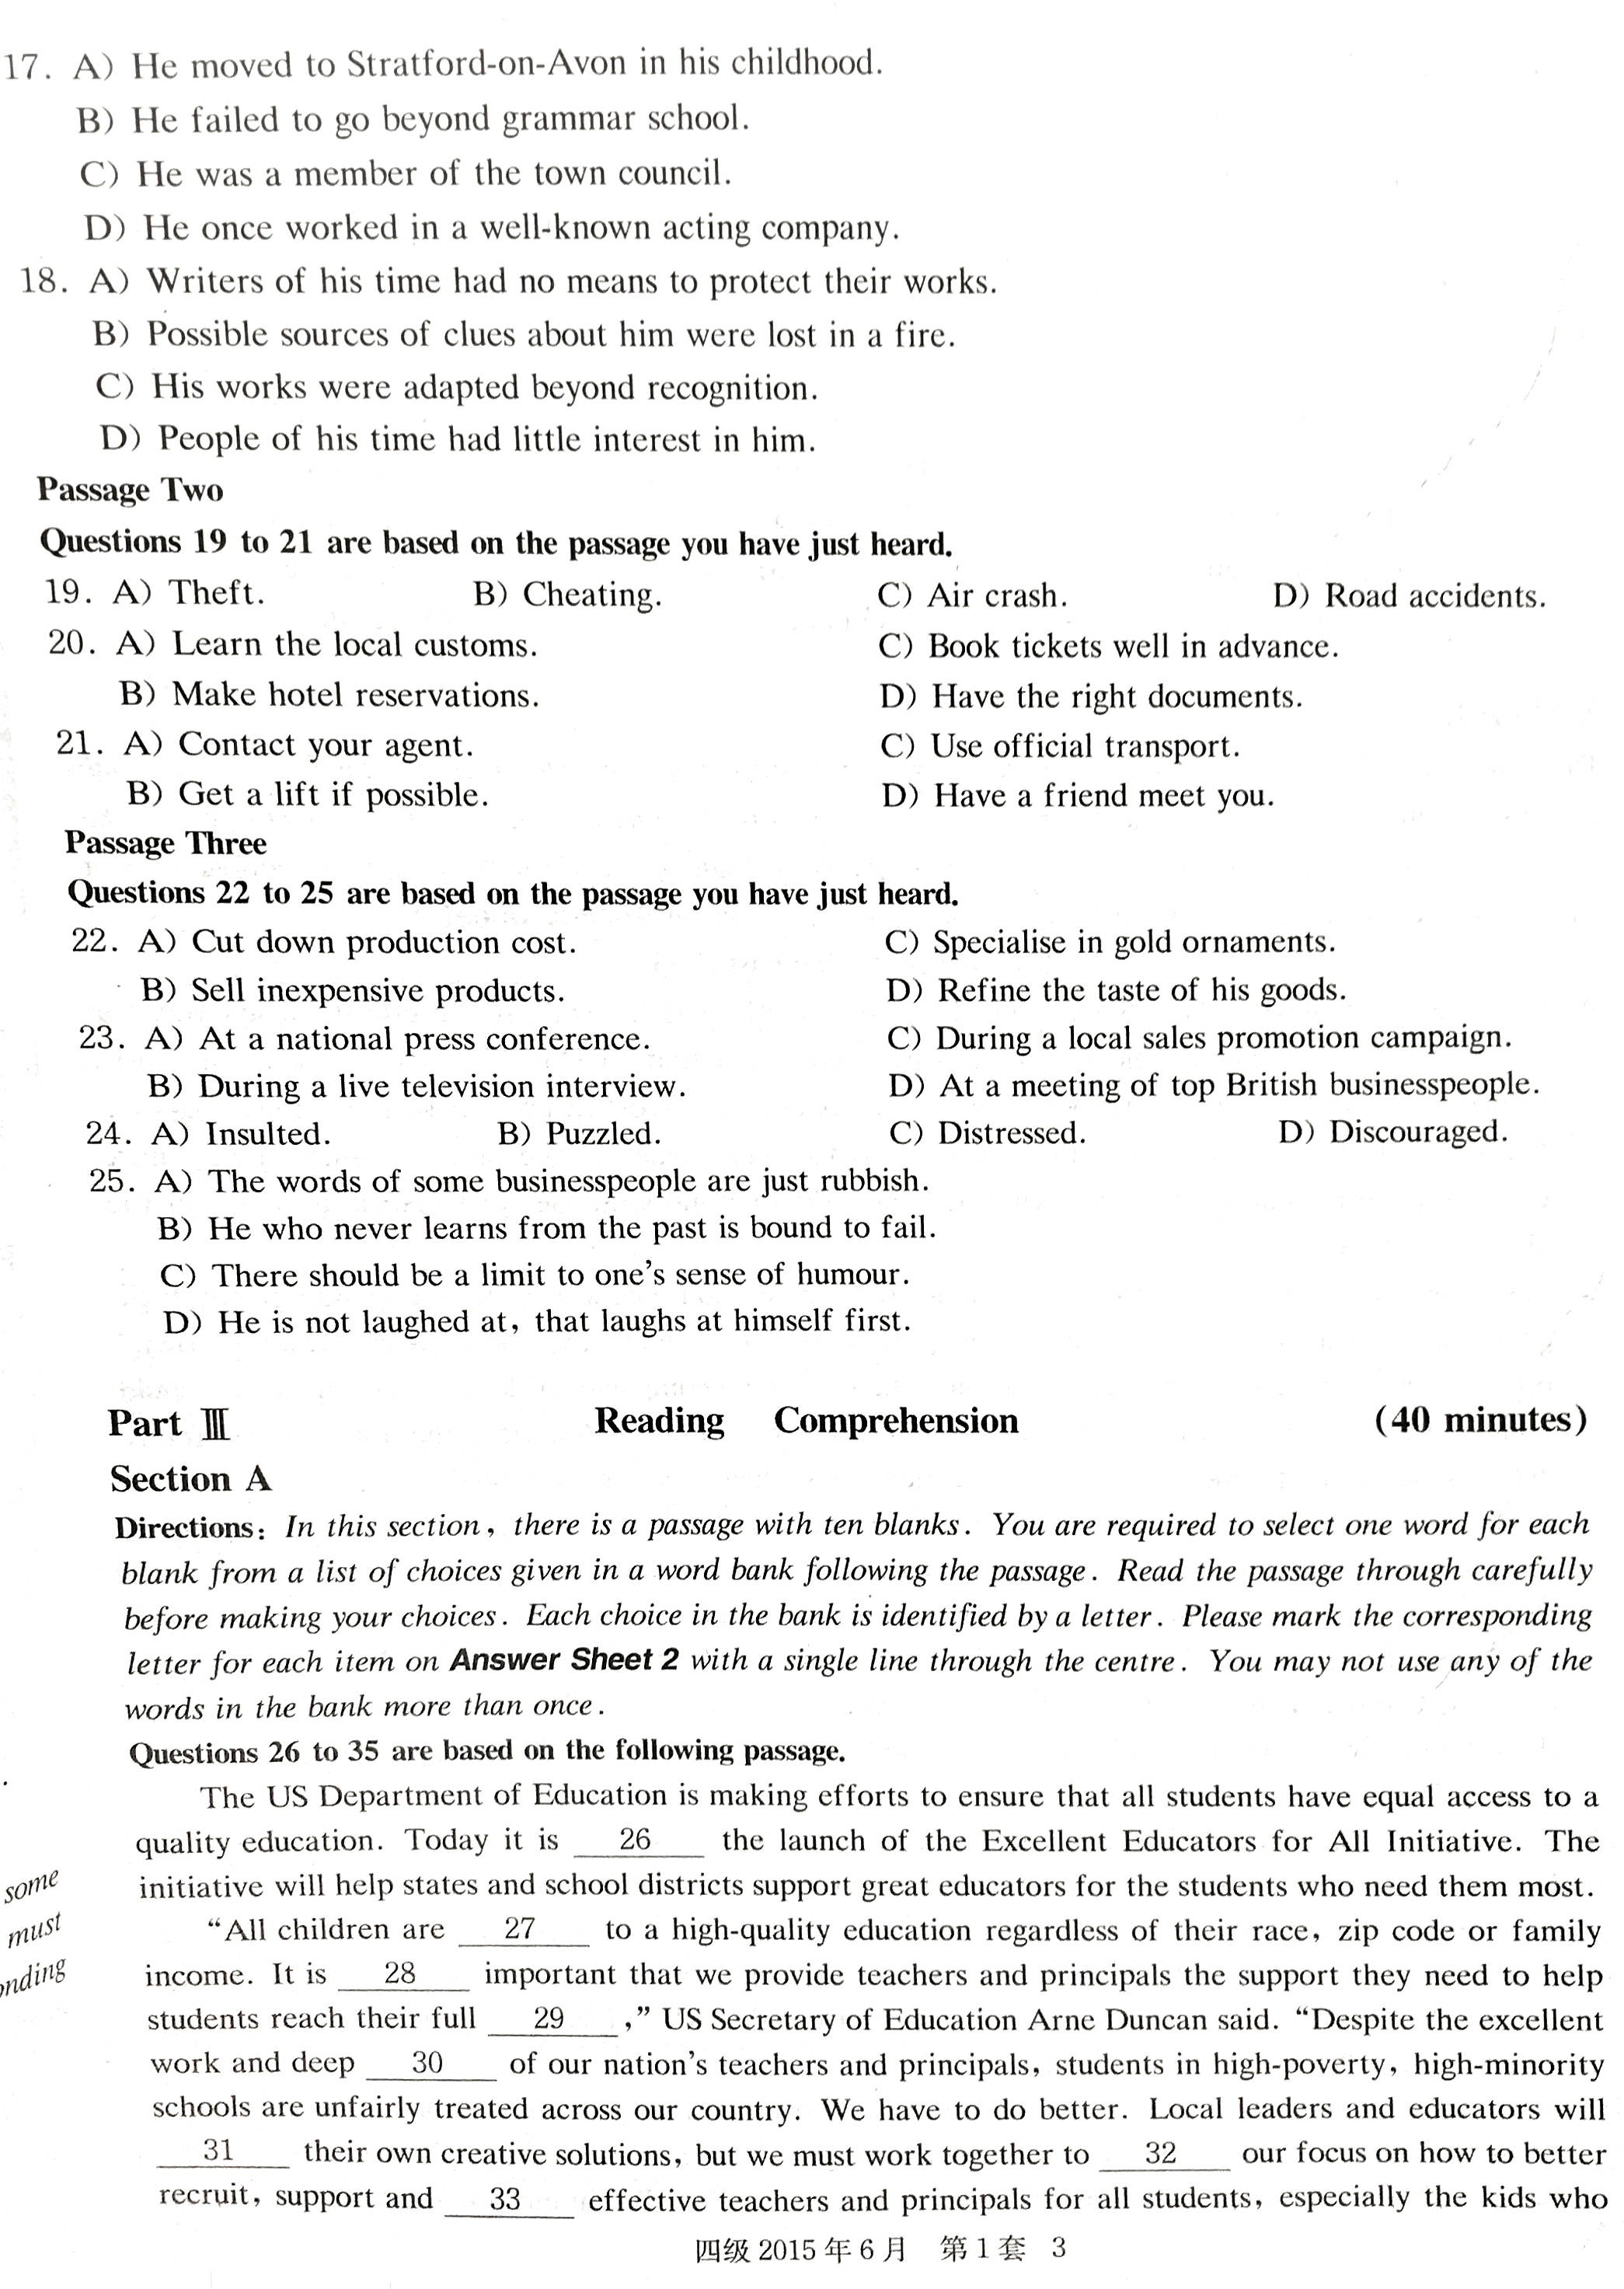 17. A) He moved to Stratford-on-Avon in his childhood.
B) He failed to go beyond grammar school.
C) He was a member of the town council.
D) He once worked in a well-known acting company.
18. A) Writers of his time had no means to protect their works.
B) Possible sources of clues about him were lost in a fire.
C) His works were adapted beyond recognition.
D) People of his time had little interest in him.
Passage Two
Questions 19 to 21 are based on the passage you have just heard.
19. A) Theft. B) Cheating. C) Air crash. D) Road accidents.
20. A) Learn the local customs. C) Book tickets well in advance.
B) Make hotel reservations. D) Have the right documents.
21. A) Contact your agent. C) Use official transport.
B) Get a lift if possible. D) Have a friend meet you.
Passage Three
Questions 22 to 25 are based on the passage you have just heard.
22. A) Cut down production cost. C) Specialise in gold ornaments.
B) Sell inexpensive products. D) Refine the taste of his goods.
23. A) At a national press conference. C) During a local sales promotion campaign.
B) During a live television interview. D) At a meeting of top British businesspeople.
24. A) Insulted. B) Puzzled. C) Distressed. D) Discouraged.
25. A) The words of some businesspeople are just rubbish.
B) He who never learns from the past is bound to fail.
C) There should be a limit to one's sense of humour.
D) He is not laughed at, that laughs at himself first.
Part Ⅲ Reading Comprehension (40 minutes)
Section A
Directions: In this section, there is a passage with ten blanks. You are required to select one word for each
blank from a list of choices given in a word bank following the passage. Read the passage through carefully
before making your choices. Each choice in the bank is identified by a letter. Please mark the corresponding
letter for each item on Answer Sheet 2 with a single line through the centre. You may not use any of the
words in the bank more than once.
Questions 26 to 35 are based on the following passage.
The US Department of Education is making efforts to ensure that all students have equal access to a
quality education. Today it is 26 the launch of the Excellent Educators for All Initiative. The
initiative will help states and school districts support great educators for the students who need them most.
"All children are 27 to a high-quality education regardless of their race, zip code or family
income. It is 28 important that we provide teachers and principals the support they need to help
students reach their full 29 ," US Secretary of Education Arne Duncan said. "Despite the excellent
work and deep 30 of our nation's teachers and principals, students in high-poverty, high-minority
schools are unfairly treated across our country. We have to do better. Local leaders and educators will
31 their own creative solutions, but we must work together to 32 our focus on how to better
recruit, support and 33 effective teachers and principals for all students, especially the kids who
四级 2015 年 6 月 第 1 套 3
some
must
nding